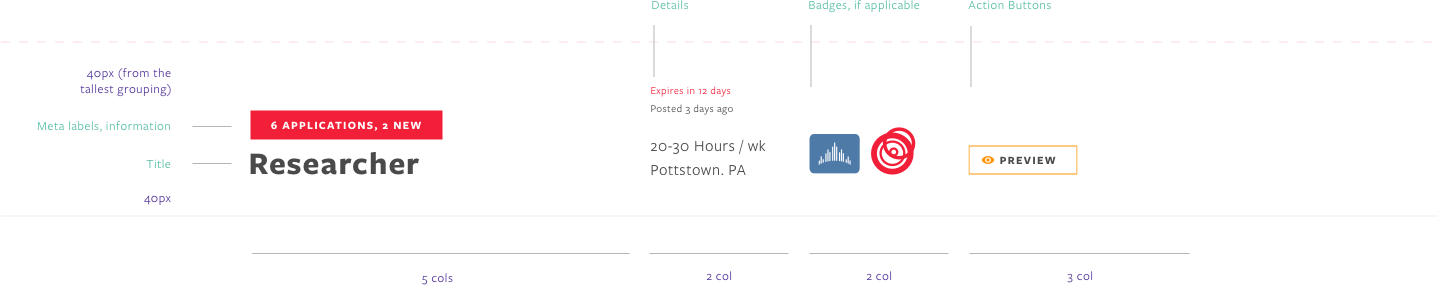 Details
Badges, if applicable
Action Buttons
40px (from the
tallest grouping)
Expires in 12 days
Posted 3 days ago
Meta labels, information
6 APPLICATIONS, 2 NEW
Title
Researcher
20-30 Hours / wk
Pottstown. PA
PREVIEW
40px
5 cols
2 col
2 col
3 col